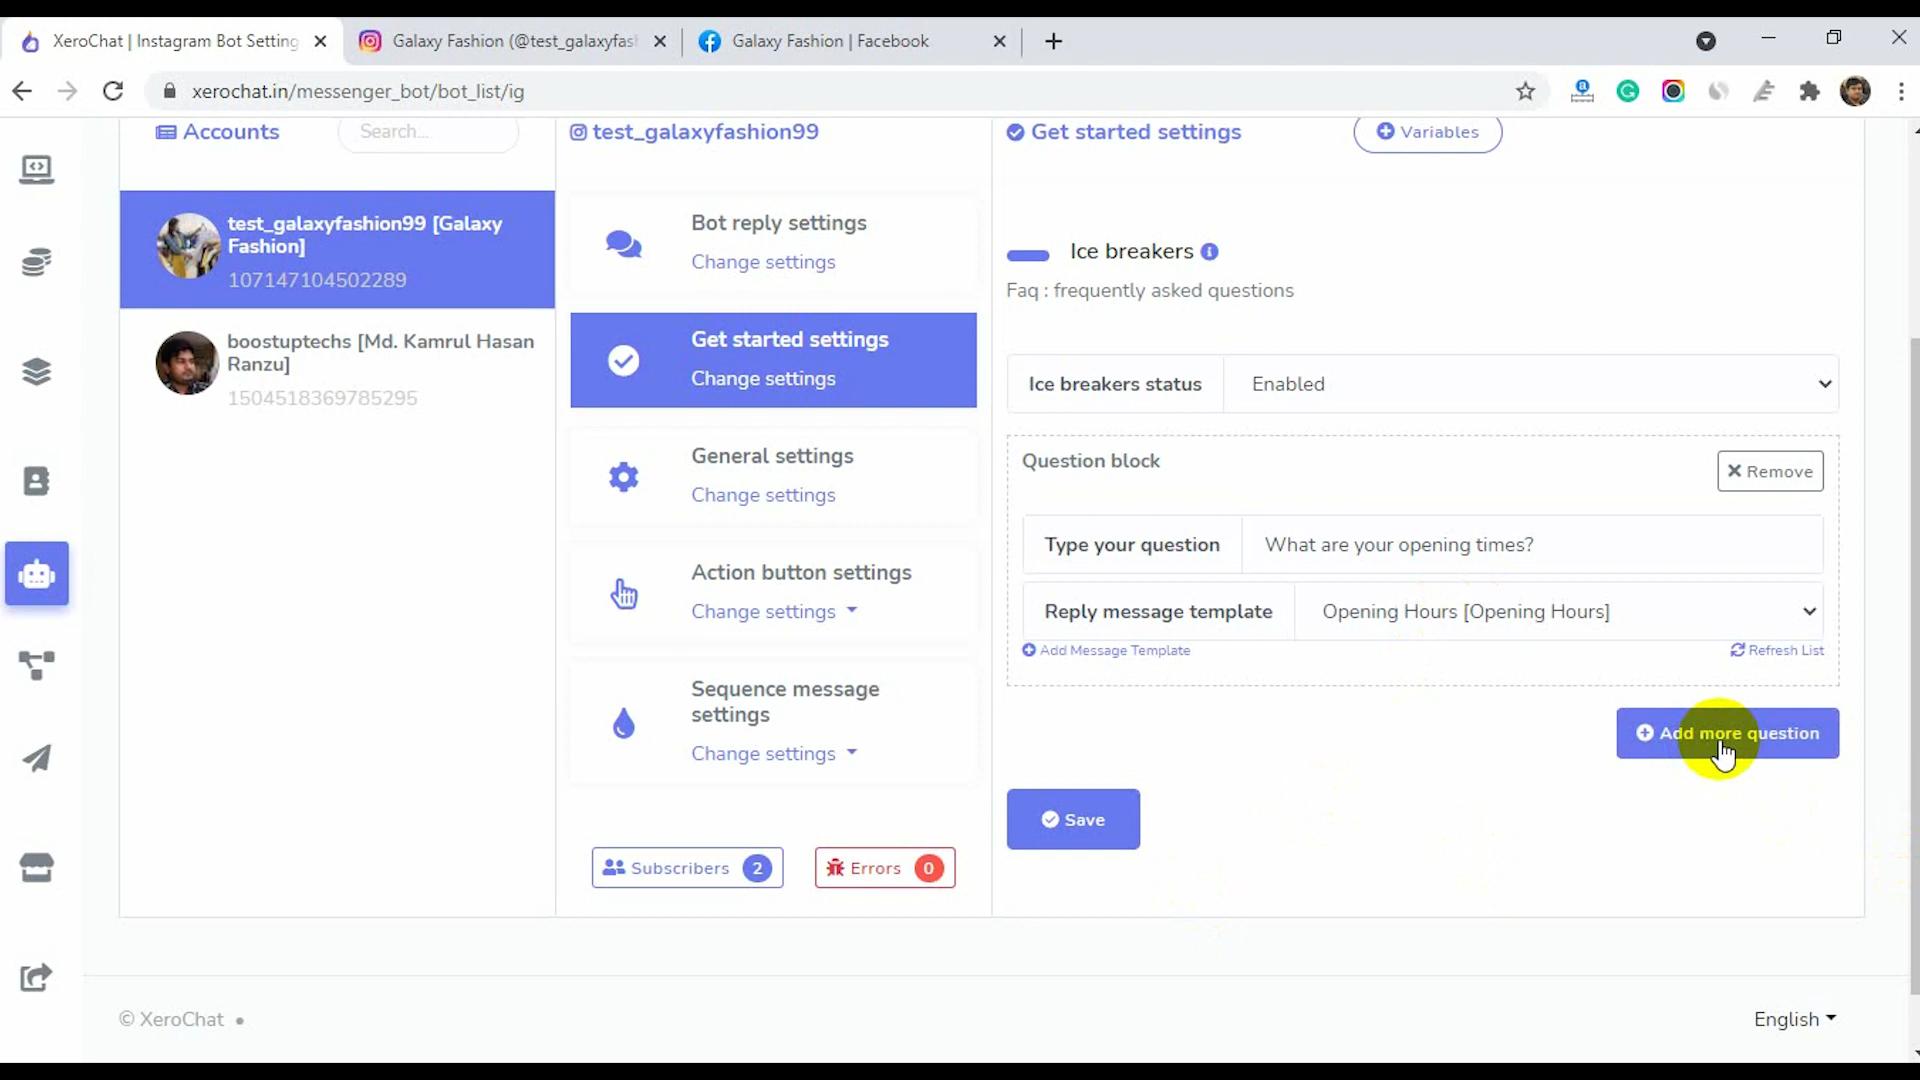 XeroChat | Instagram Bot Setting
Galaxy Fashion (@test_galaxyfas
Galaxy Fashion | Facebook
xerochat.in/messenger_bot/bot_list/ig
Accounts
Search...
test_galaxyfashion99 [Galaxy
Fashion]
107147104502289
boostuptechs [Md. Kamrul Hasan
Ranzu]
1504518369785295
test_galaxyfashion99
Bot reply settings
Change settings
Get started settings
Change settings
General settings
Change settings
Action button settings
Change settings
Sequence message
settings
Change settings
Subscribers 2
Errors 0
Get started settings
Variables
Ice breakers
Faq : frequently asked questions
Ice breakers status Enabled
Question block
Remove
Type your question What are your opening times?
Reply message template Opening Hours [Opening Hours]
Add Message Template
Refresh List
Add more question
Save
© XeroChat •
English